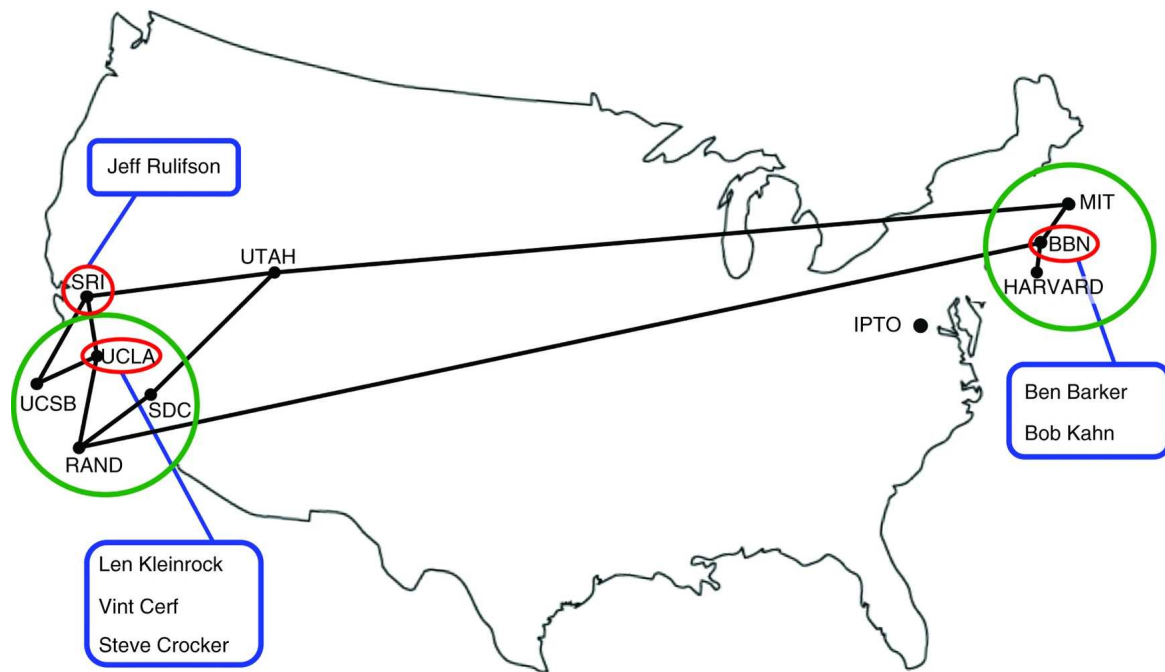 Jeff Rulifson
MIT
UTAH
BBN
SRI
HARVARD
IPTO
UCLA
UCSB
SDC
Ben Barker
Bob Kahn
RAND
Len Kleinrock
Vint Cerf
Steve Crocker